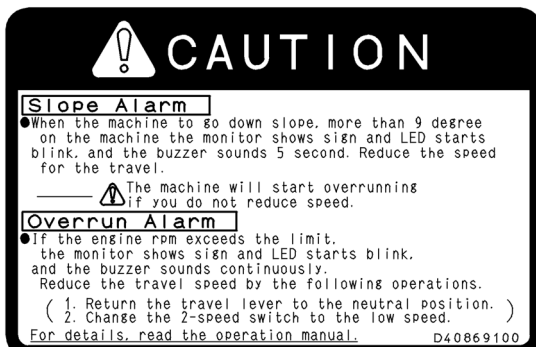 CAUTION
Slope Alarm
●When the machine to go down slope, more than 9 degree
on the machine the monitor shows sign and LED starts
blink, and the buzzer sounds 5 second. Reduce the speed
for the travel.
The machine will start overrunning
if you do not reduce speed.
Overrun Alarm
●If the engine rpm exceeds the limit,
the monitor shows sign and LED starts blink,
and the buzzer sounds continuously.
Reduce the travel speed by the following operations.
( 1. Return the travel lever to the neutral position. )
2. Change the 2-speed switch to the low speed.
For details, read the operation manual.
D40869100